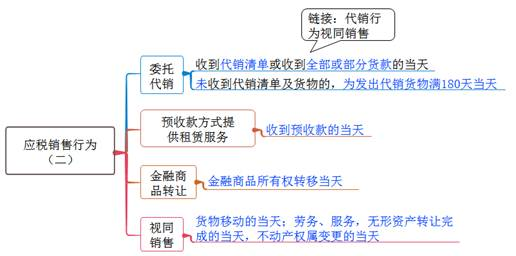 链接：代销行
为视同销售
委托
代销
收到代销清单或收到全部或部分货款的当天
未收到代销清单及货物的，为发出代销货物满180天当天
应税销售行为
（二）
预收款方式提
供租赁服务
收到预收款的当天
金融商
品转让
金融商品所有权转移当天
视同
销售
货物移动的当天；劳务、服务，无形资产转让完
成的当天，不动产权属变更的当天